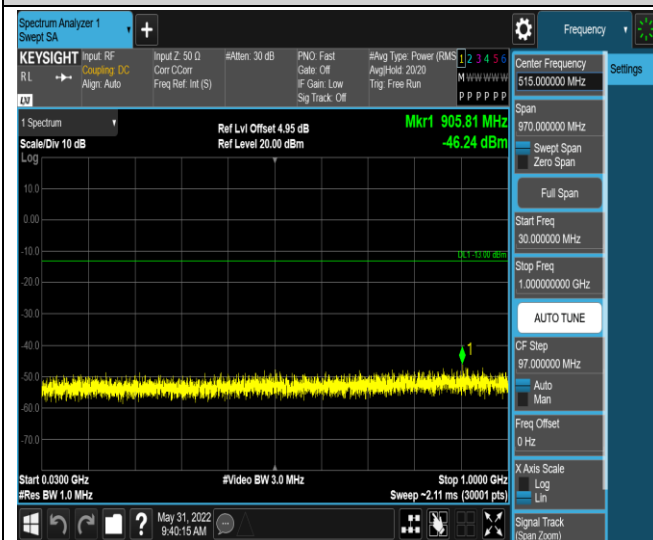 Spectrum Analyzer 1
Swept SA
+
Frequency
KEYSIGHT
RL
LXI
Input: RF
Coupling: DC
Align: Auto
Input Z: 50 Ω
Corr CCorr
Freq Ref: Int (S)
#Atten: 30 dB
PNO: Fast
Gate: Off
IF Gain: Low
Sig Track: Off
#Avg Type: Power (RMS
Avg|Hold: 20/20
Trig: Free Run
1 2 3 4 5 6
M W W W W W
P P P P P P
1 Spectrum
Scale/Div 10 dB
Log
Ref Lvl Offset 4.95 dB
Ref Level 20.00 dBm
Mkr1 905.81 MHz
-46.24 dBm
10.0
0.00
-10.0
DL1 -13.00 dBm
-20.0
-30.0
-40.0
1
-50.0
-60.0
-70.0
Start 0.0300 GHz
#Res BW 1.0 MHz
#Video BW 3.0 MHz
Stop 1.0000 GHz
Sweep ~2.11 ms (30001 pts)
?
May 31, 2022
9:40:15 AM
Center Frequency
515.000000 MHz
Span
970.000000 MHz
Swept Span
Zero Span
Full Span
Start Freq
30.000000 MHz
Stop Freq
1.000000000 GHz
AUTO TUNE
CF Step
97.000000 MHz
Auto
Man
Freq Offset
0 Hz
X Axis Scale
Log
Lin
Signal Track
(Span Zoom)
Settings